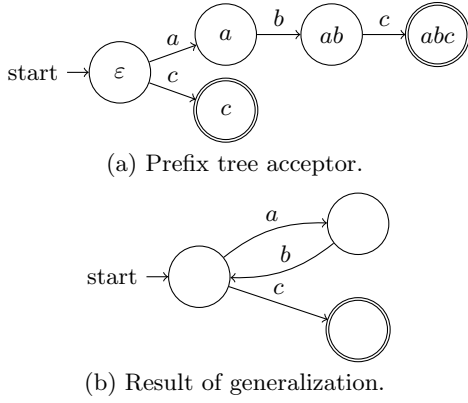 a b c
start ε a ab abc
c
c
(a) Prefix tree acceptor.
a
b
start
c
(b) Result of generalization.